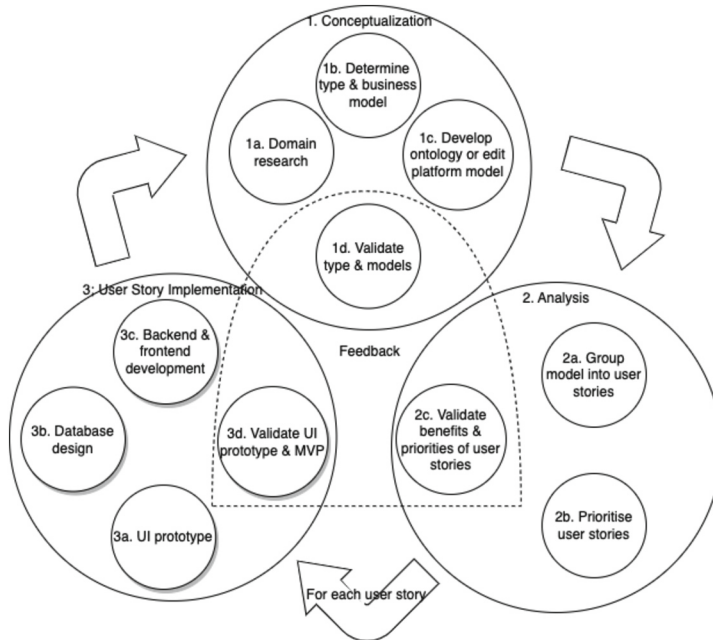 1. Conceptualization
1b. Determine
type & business
model
1a. Domain
research
1c. Develop
ontology or edit
platform model
1d. Validate
type & models
3; User Story Implementation
2. Analysis
3c. Backend &
frontend
development
Feedback
2a. Group
model into user
stories
3b. Database
design
3d. Validate UI
prototype & MVP
2c. Validate
benefits &
priorities of user
stories
3a. UI prototype
2b. Prioritise
user stories
For each user story